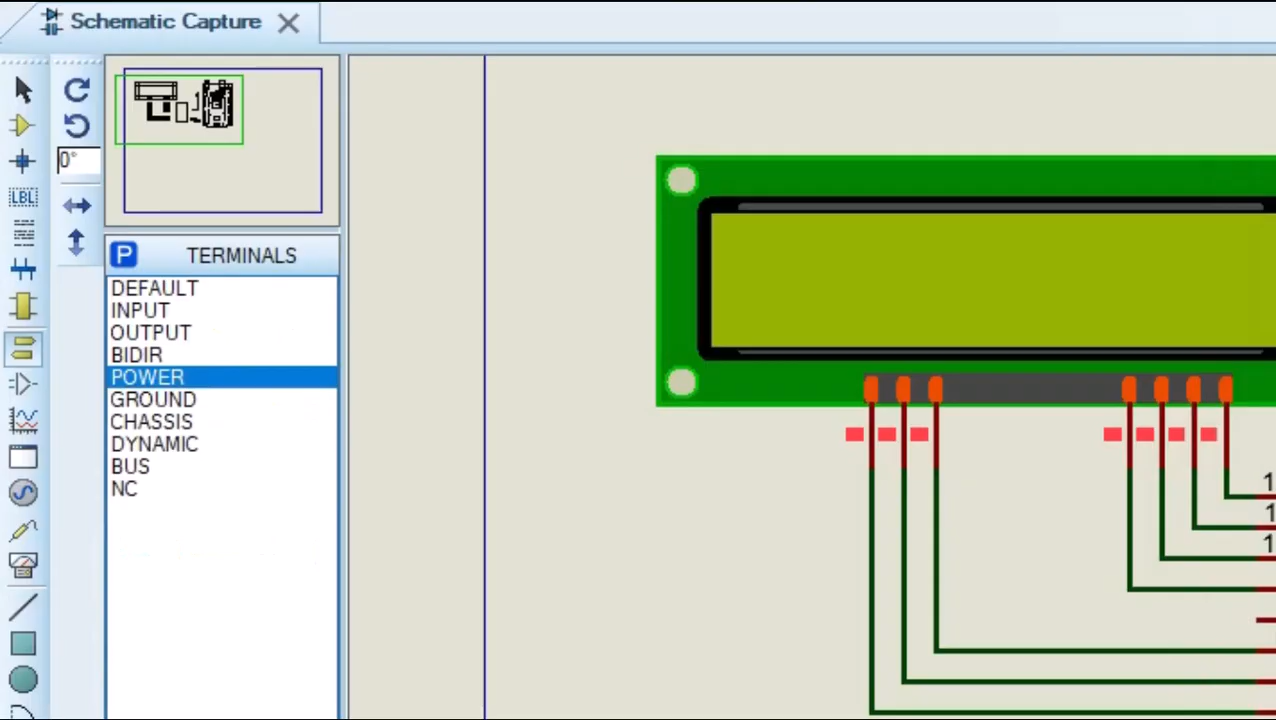 Schematic Capture
LBL
0°
P
TERMINALS
DEFAULT
INPUT
OUTPUT
BIDIR
POWER
GROUND
CHASSIS
DYNAMIC
BUS
NC
1
1
1